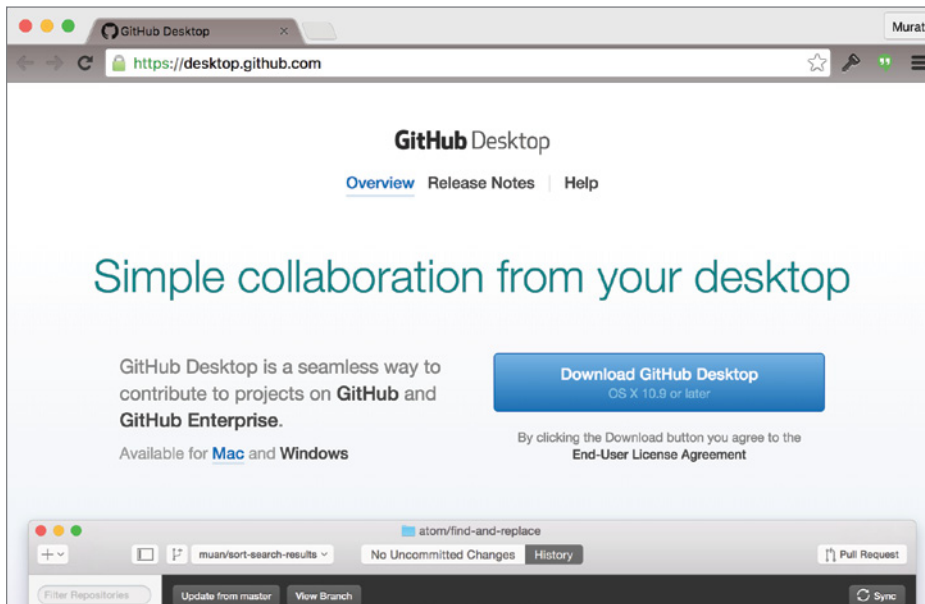 GitHub Desktop
Murat
https://desktop.github.com
GitHub Desktop
Overview Release Notes Help
Simple collaboration from your desktop
GitHub Desktop is a seamless way to
contribute to projects on GitHub and
GitHub Enterprise.
Available for Mac and Windows
Download GitHub Desktop
OS X 10.9 or later
By clicking the Download button you agree to the
End-User License Agreement
atom/find-and-replace
muan/sort-search-results
No Uncommitted Changes History
Pull Request
Filter Repositories
Update from master View Branch
Sync